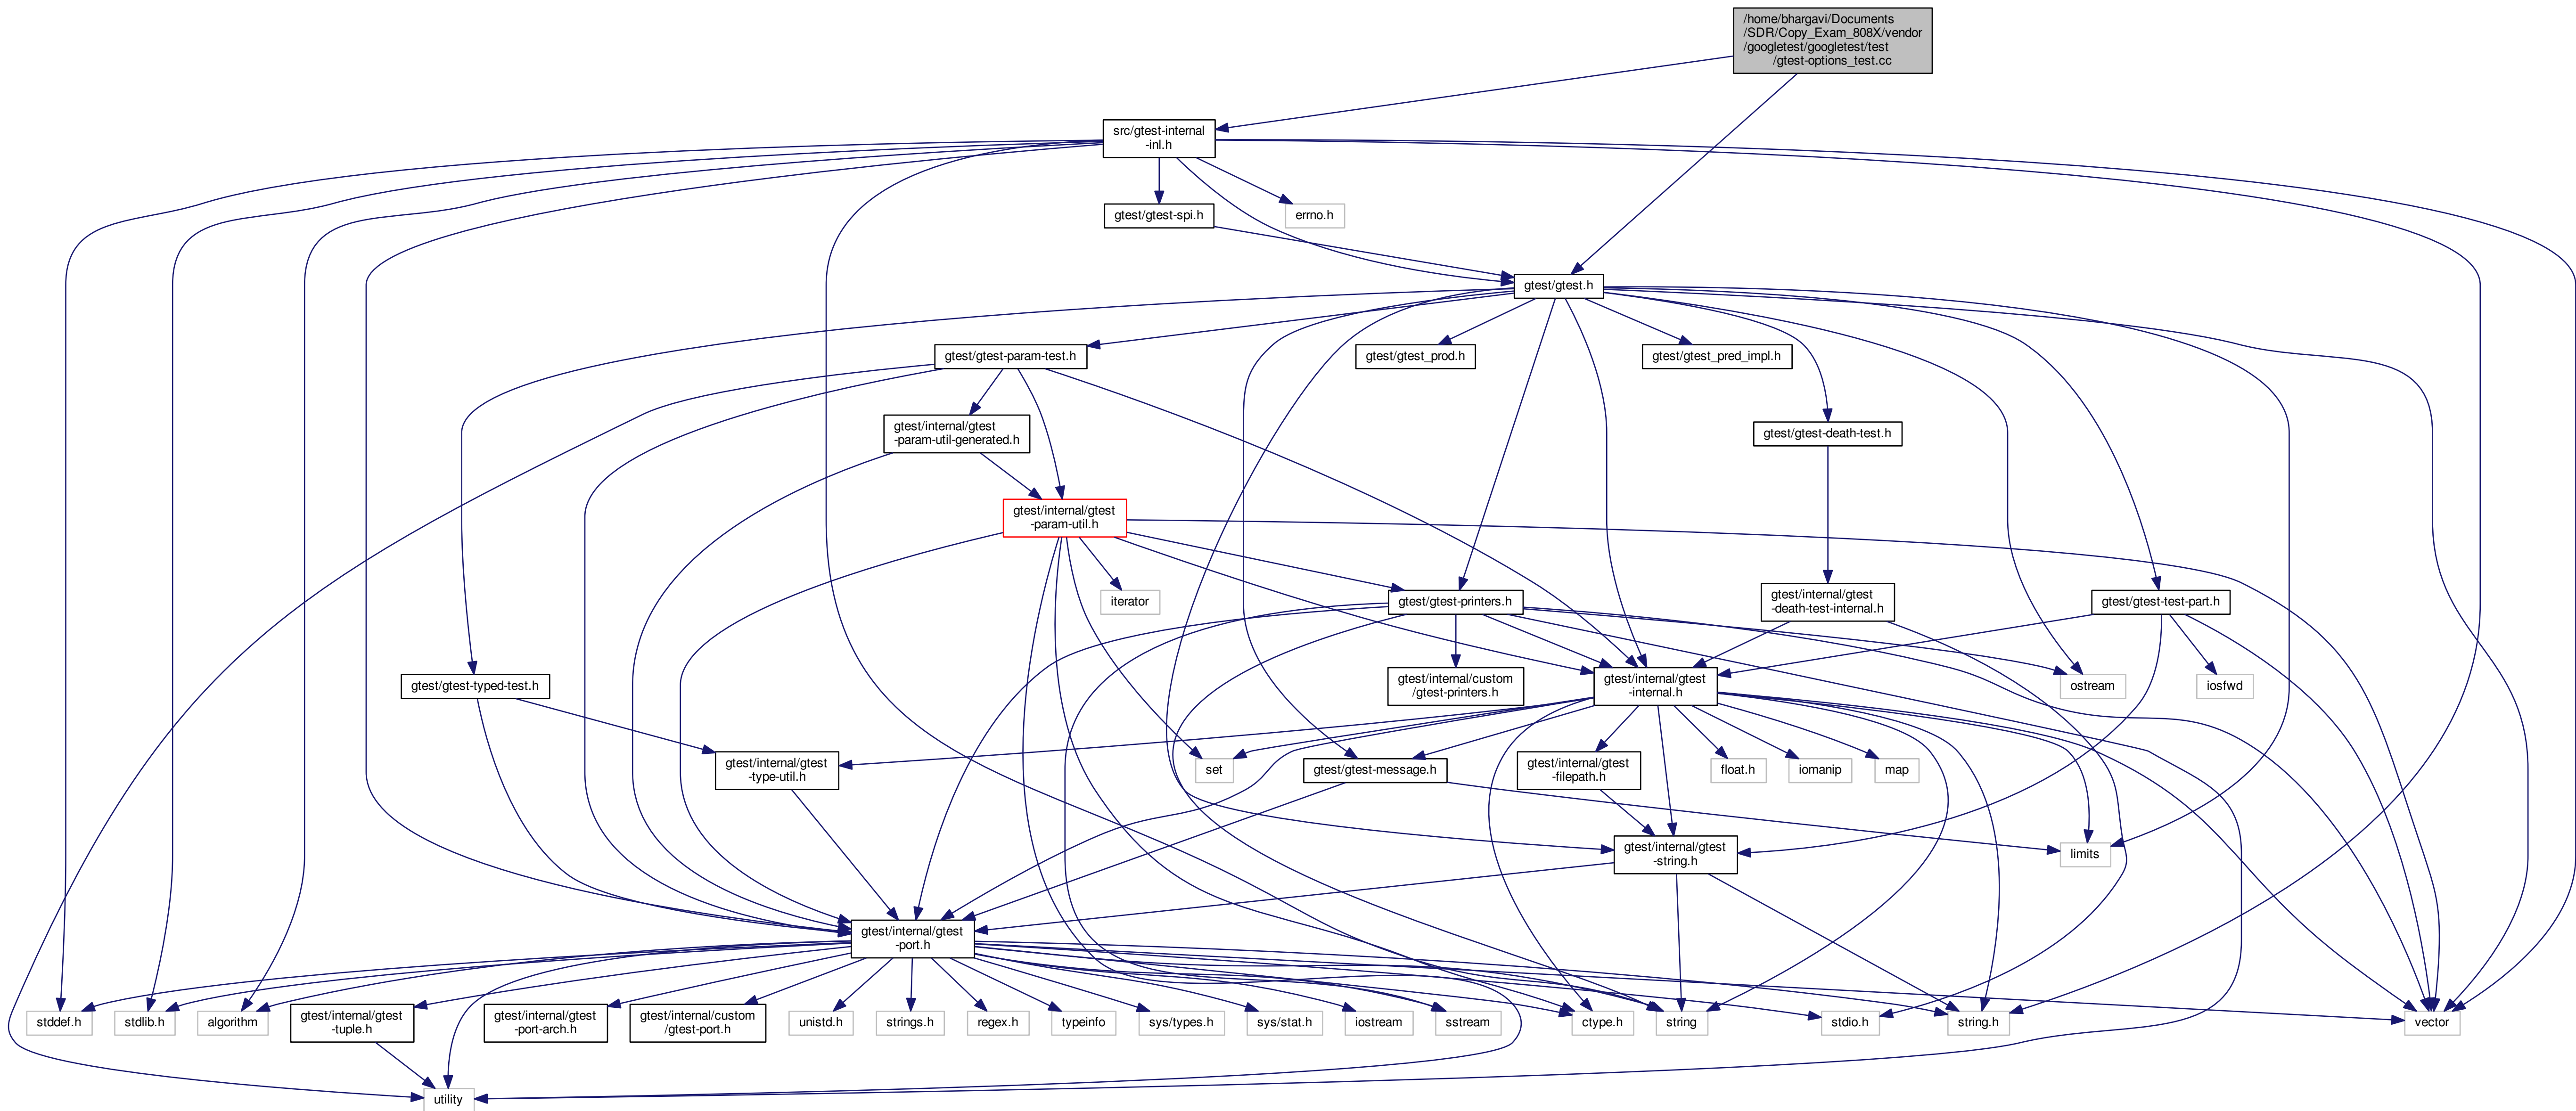 /home/bhargavi/Documents
/SDR/Copy_Exam_808X/vendor
/googletest/googletest/test
/gtest-options_test.cc
src/gtest-internal
-inl.h
gtest/gtest-spi.h
errno.h
gtest/gtest.h
gtest/gtest-param-test.h
gtest/gtest_prod.h
gtest/gtest_pred_impl.h
gtest/internal/gtest
-param-util-generated.h
gtest/gtest-death-test.h
gtest/internal/gtest
-param-util.h
iterator
gtest/gtest-printers.h
gtest/internal/gtest
-death-test-internal.h
gtest/gtest-test-part.h
gtest/gtest-typed-test.h
gtest/internal/custom
/gtest-printers.h
gtest/internal/gtest
-internal.h
ostream
iosfwd
gtest/internal/gtest
-type-util.h
set
gtest/gtest-message.h
gtest/internal/gtest
-filepath.h
float.h
iomanip
map
gtest/internal/gtest
-string.h
limits
gtest/internal/gtest
-port.h
stddef.h
stdlib.h
algorithm
gtest/internal/gtest
-tuple.h
gtest/internal/gtest
-port-arch.h
gtest/internal/custom
/gtest-port.h
unistd.h
strings.h
regex.h
typeinfo
sys/types.h
sys/stat.h
iostream
sstream
ctype.h
string
stdio.h
string.h
vector
utility